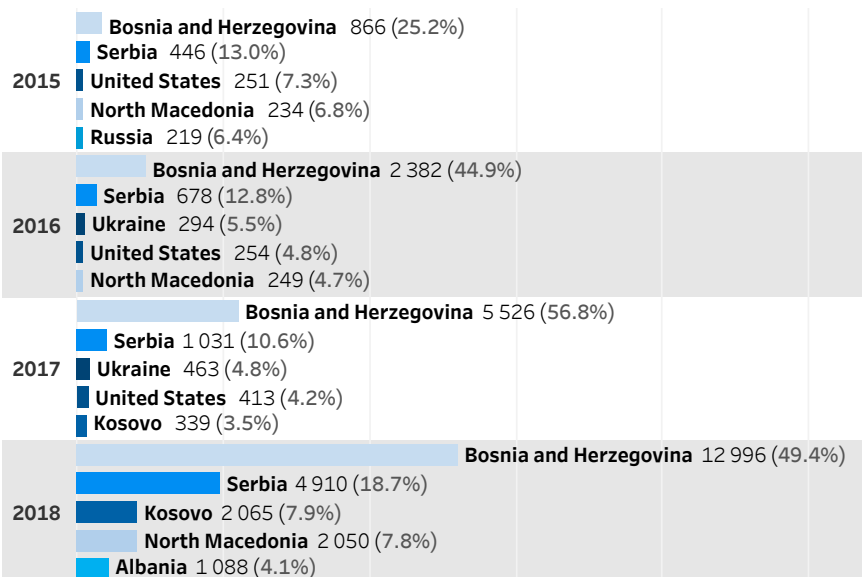 Bosnia and Herzegovina 866 (25.2%)
Serbia 446 (13.0%)
2015 United States 251 (7.3%)
North Macedonia 234 (6.8%)
Russia 219 (6.4%)
Bosnia and Herzegovina 2 382 (44.9%)
Serbia 678 (12.8%)
2016 Ukraine 294 (5.5%)
United States 254 (4.8%)
North Macedonia 249 (4.7%)
Bosnia and Herzegovina 5 526 (56.8%)
Serbia 1 031 (10.6%)
2017 Ukraine 463 (4.8%)
United States 413 (4.2%)
Kosovo 339 (3.5%)
Bosnia and Herzegovina 12 996 (49.4%)
Serbia 4 910 (18.7%)
2018 Kosovo 2 065 (7.9%)
North Macedonia 2 050 (7.8%)
Albania 1 088 (4.1%)